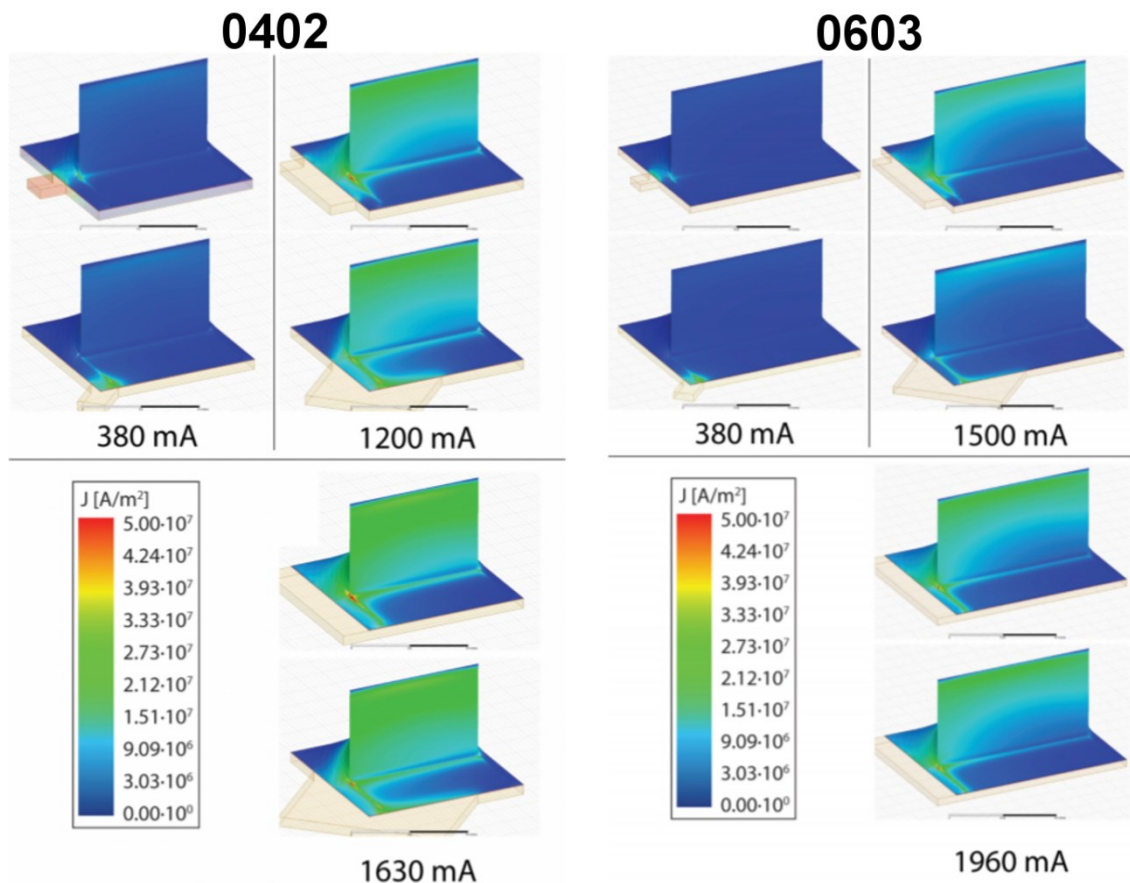 0402
0603
380 mA
1200 mA
380 mA
1500 mA
J [A/m²]
5.00·10⁷
4.24·10⁷
3.93·10⁷
3.33·10⁷
2.73·10⁷
2.12·10⁷
1.51·10⁷
9.09·10⁶
3.03·10⁶
0.00·10⁰
1630 mA
J [A/m²]
5.00·10⁷
4.24·10⁷
3.93·10⁷
3.33·10⁷
2.73·10⁷
2.12·10⁷
1.51·10⁷
9.09·10⁶
3.03·10⁶
0.00·10⁰
1960 mA